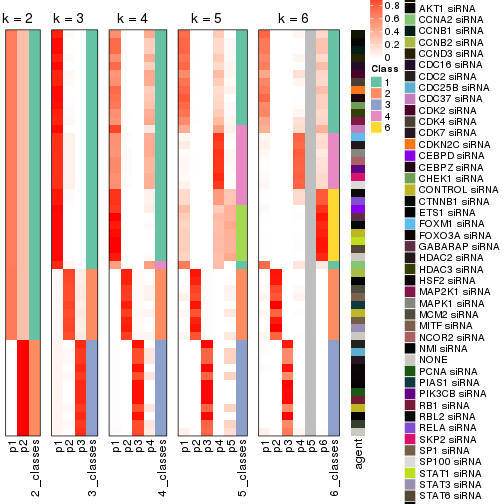 k = 2
k = 3
k = 4
k = 5
k = 6
p1
p2
2_classes
p1
p2
p3
3_classes
p1
p2
p3
p4
4_classes
p1
p2
p3
p4
p5
5_classes
p1
p2
p3
p4
p5
p6
6_classes
agent
0.8
0.6
0.4
0.2
0
Class
1
2
3
4
6
AKT1 siRNA
CCNA2 siRNA
CCNB1 siRNA
CCNB2 siRNA
CCND3 siRNA
CDC16 siRNA
CDC2 siRNA
CDC25B siRNA
CDC37 siRNA
CDK2 siRNA
CDK4 siRNA
CDK7 siRNA
CDKN2C siRNA
CEBPD siRNA
CEBPZ siRNA
CHEK1 siRNA
CONTROL siRNA
CTNNB1 siRNA
ETS1 siRNA
FOXM1 siRNA
FOXO3A siRNA
GABARAP siRNA
HDAC2 siRNA
HDAC3 siRNA
HSF2 siRNA
MAP2K1 siRNA
MAPK1 siRNA
MCM2 siRNA
MITF siRNA
NCOR2 siRNA
NMI siRNA
NONE
PCNA siRNA
PIAS1 siRNA
PIK3CB siRNA
RB1 siRNA
RBL2 siRNA
RELA siRNA
SKP2 siRNA
SP1 siRNA
SP100 siRNA
STAT1 siRNA
STAT3 siRNA
STAT6 siRNA